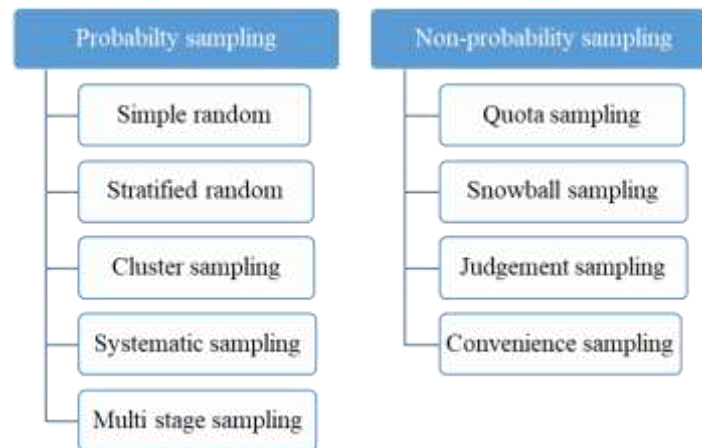 Probabilty sampling
Simple random
Stratified random
Cluster sampling
Systematic sampling
Multi stage sampling
Non-probability sampling
Quota sampling
Snowball sampling
Judgement sampling
Convenience sampling